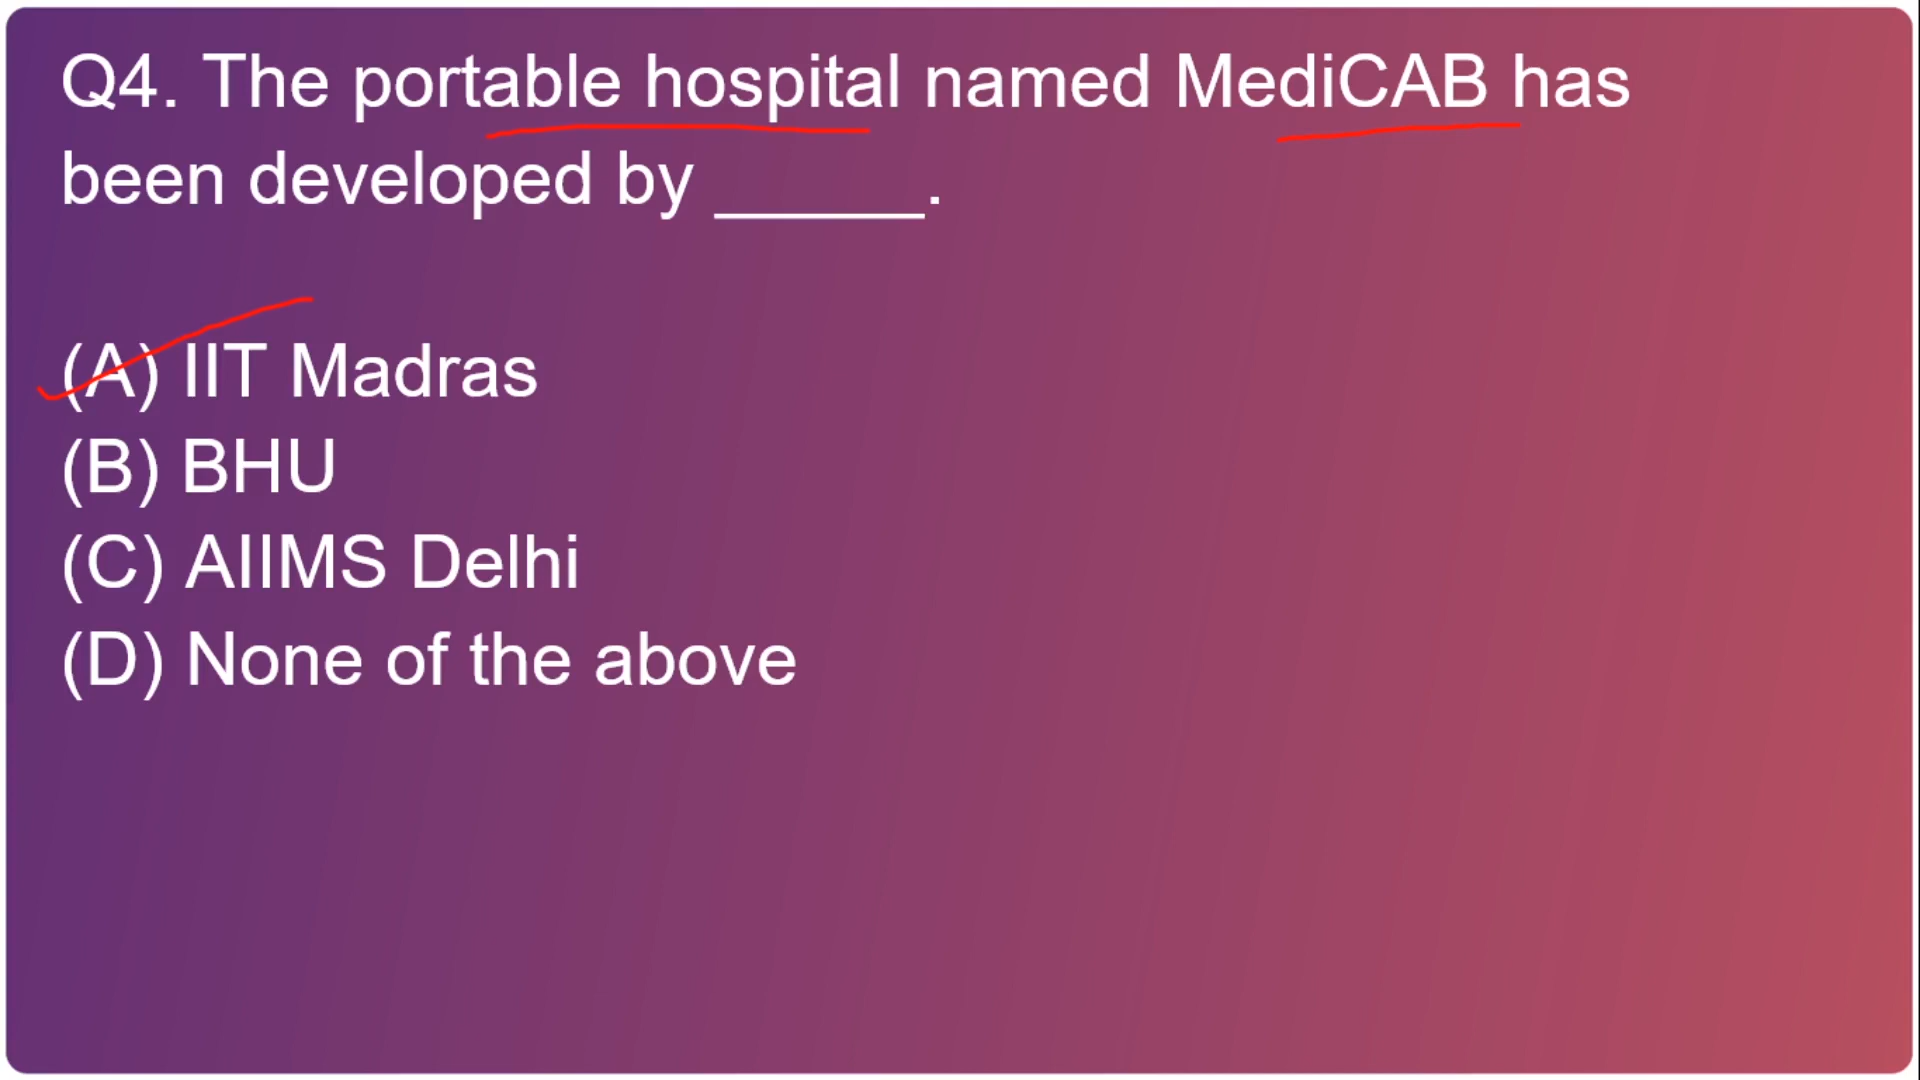 Q4. The portable hospital named MediCAB has
been developed by ______.
(A) IIT Madras
(B) BHU
(C) AIIMS Delhi
(D) None of the above